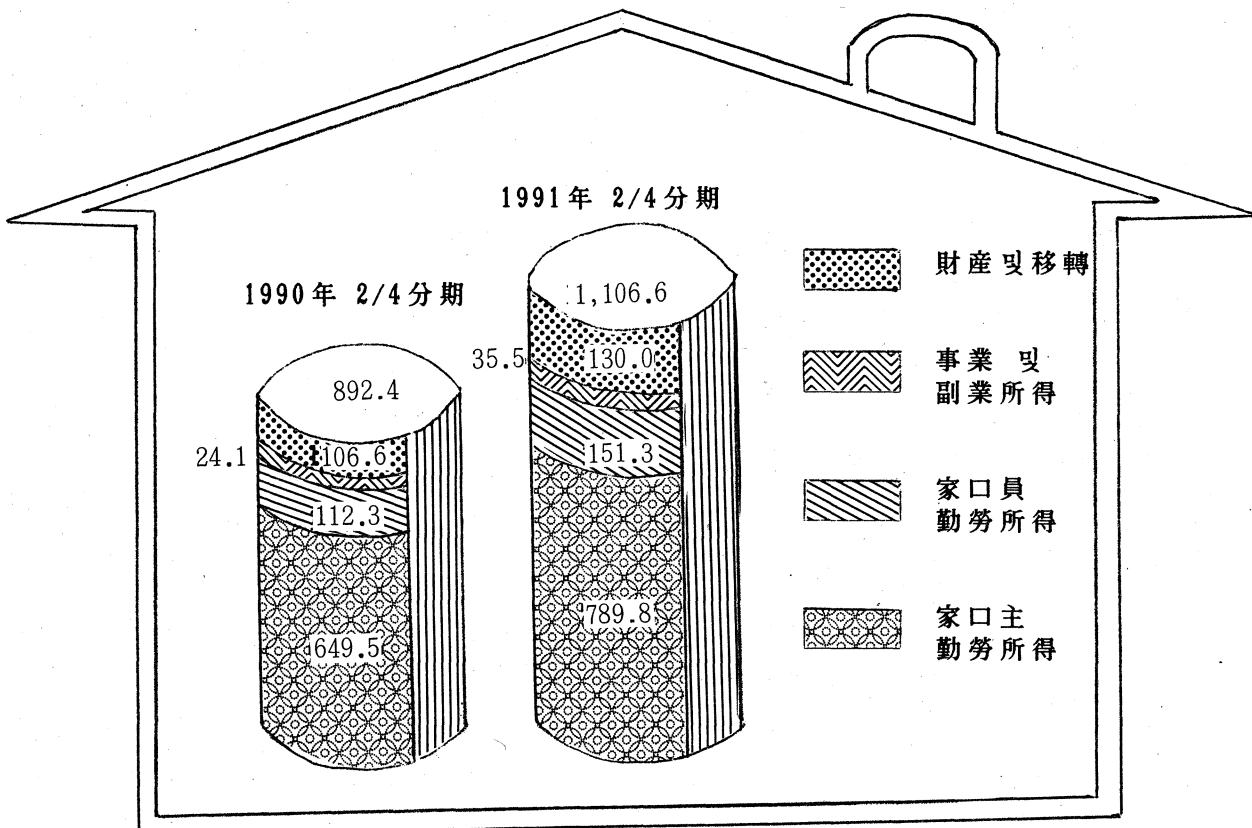 1991年 2/4分期
1,106.6
35.5
130.0
151.3
789.8
1990年 2/4分期
892.4
24.1
106.6
112.3
649.5
財産 및 移轉
事業 및
副業所得
家口員
勤勞所得
家口主
勤勞所得